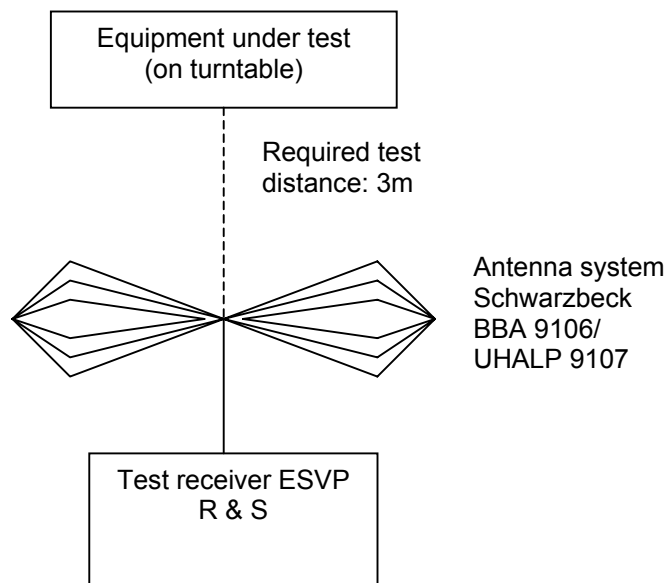 Equipment under test
(on turntable)
Required test
distance: 3m
Antenna system
Schwarzbeck
BBA 9106/
UHALP 9107
Test receiver ESVP
R & S